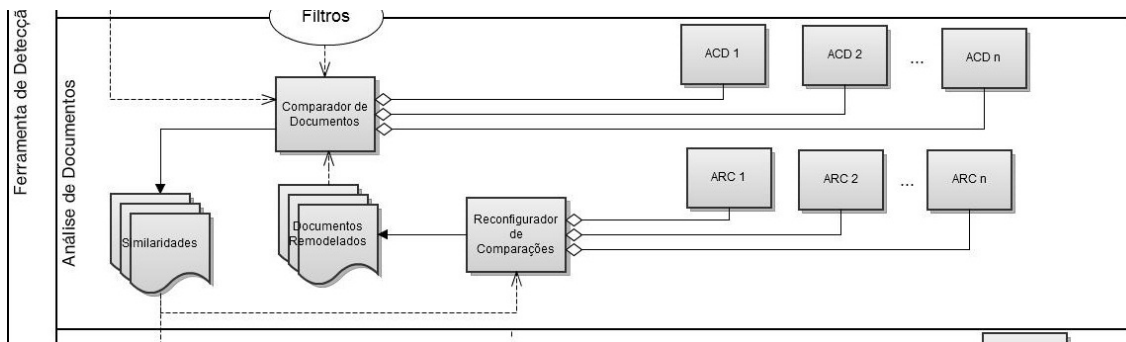 Ferramenta de Detecçã
Análise de Documentos
Filtros
ACD 1
ACD 2
...
ACD n
Comparador de
Documentos
ARC 1
ARC 2
...
ARC n
Similaridades
Documentos
Remodelados
Reconfigurador
de
Comparações